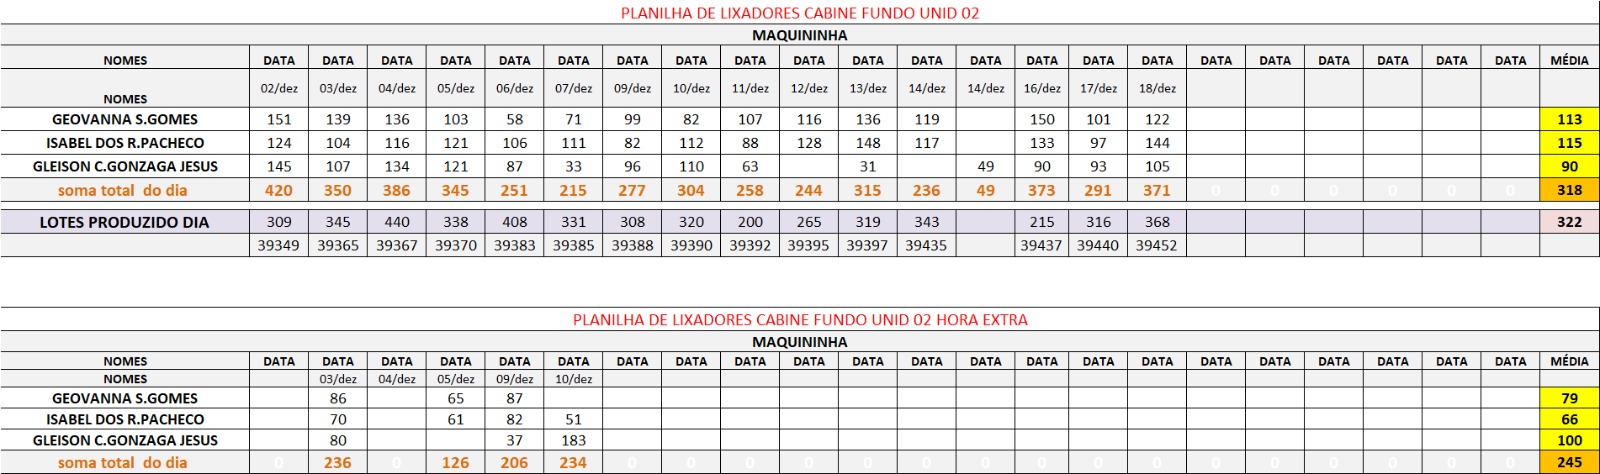 PLANILHA DE LIXADORES CABINE FUNDO UNID 02
MAQUININHA
NOMES DATA DATA DATA DATA DATA DATA DATA DATA DATA DATA DATA DATA DATA DATA DATA DATA DATA DATA DATA DATA DATA DATA MÉDIA
NOMES 02/dez 03/dez 04/dez 05/dez 06/dez 07/dez 09/dez 10/dez 11/dez 12/dez 13/dez 14/dez 14/dez 16/dez 17/dez 18/dez
GEOVANNA S.GOMES 151 139 136 103 58 71 99 82 107 116 136 119 150 101 122 113
ISABEL DOS R.PACHECO 124 104 116 121 106 111 82 112 88 128 148 117 133 97 144 115
GLEISON C.GONZAGA JESUS 145 107 134 121 87 33 96 110 63 31 49 90 93 105 90
soma total do dia 420 350 386 345 251 215 277 304 258 244 315 236 49 373 291 371 0 0 0 0 0 0 318
LOTES PRODUZIDO DIA 309 345 440 338 408 331 308 320 200 265 319 343 215 316 368 322
39349 39365 39367 39370 39383 39385 39388 39390 39392 39395 39397 39435 39437 39440 39452
PLANILHA DE LIXADORES CABINE FUNDO UNID 02 HORA EXTRA
MAQUININHA
NOMES DATA DATA DATA DATA DATA DATA DATA DATA DATA DATA DATA DATA DATA DATA DATA DATA DATA DATA DATA DATA DATA DATA MÉDIA
NOMES 03/dez 04/dez 05/dez 09/dez 10/dez
GEOVANNA S.GOMES 86 65 87 79
ISABEL DOS R.PACHECO 70 61 82 51 66
GLEISON C.GONZAGA JESUS 80 37 183 100
soma total do dia 0 236 0 126 206 234 0 0 0 0 0 0 0 0 0 0 0 0 0 0 0 0 245